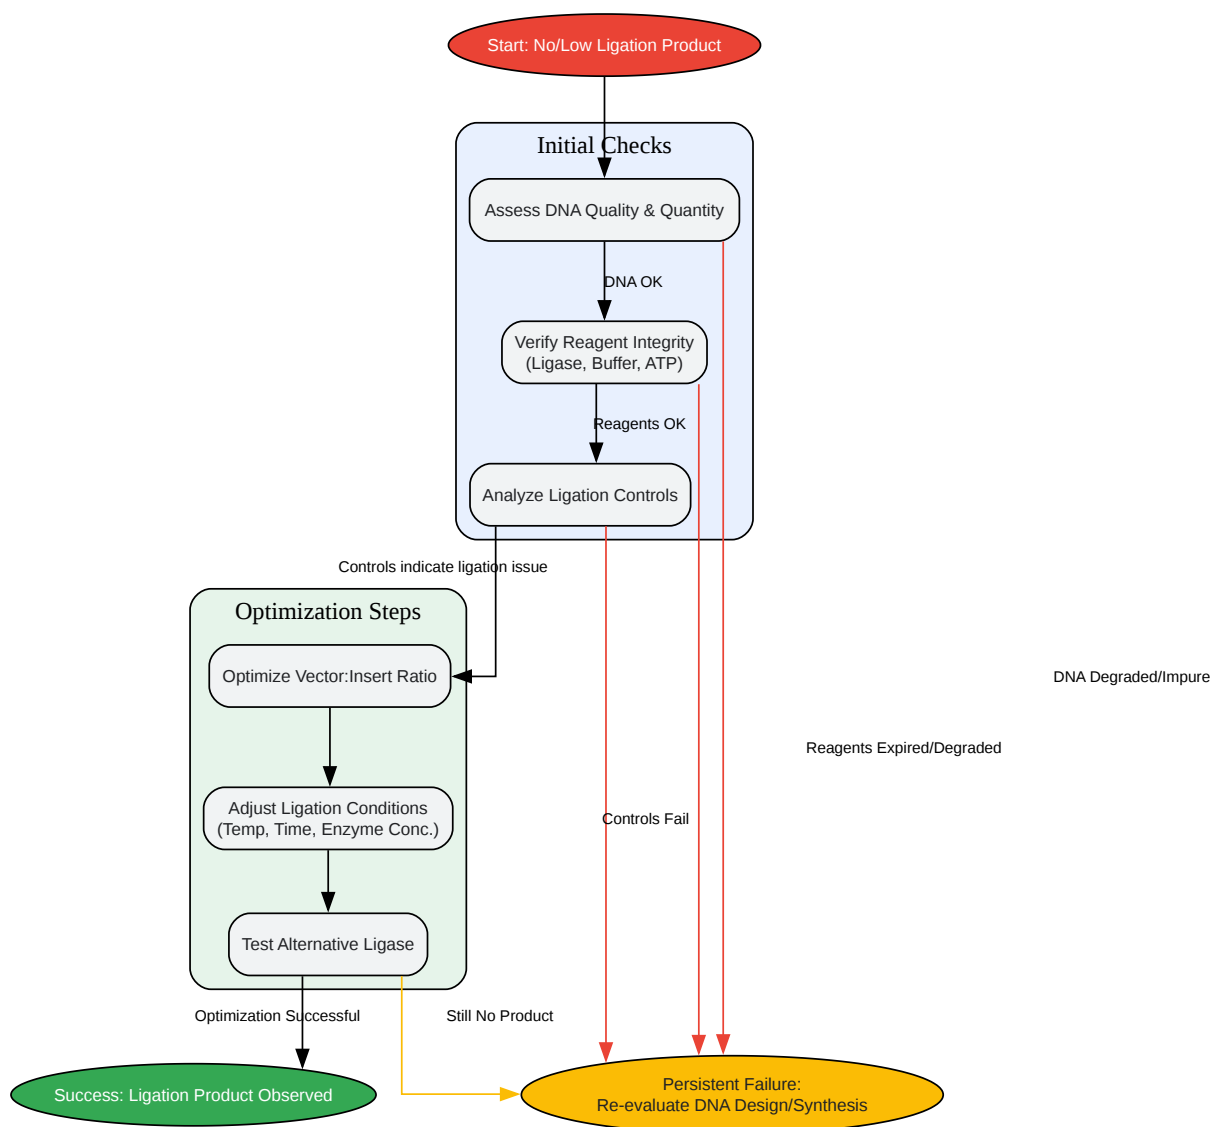 Start: No/Low Ligation Product
Initial Checks
Assess DNA Quality & Quantity
DNA OK
Verify Reagent Integrity
(Ligase, Buffer, ATP)
Reagents OK
Analyze Ligation Controls
Controls indicate ligation issue
Optimization Steps
Optimize Vector:Insert Ratio
DNA Degraded/Impure
Reagents Expired/Degraded
Adjust Ligation Conditions
(Temp, Time, Enzyme Conc.)
Controls Fail
Test Alternative Ligase
Optimization Successful
Still No Product
Success: Ligation Product Observed
Persistent Failure:
Re-evaluate DNA Design/Synthesis